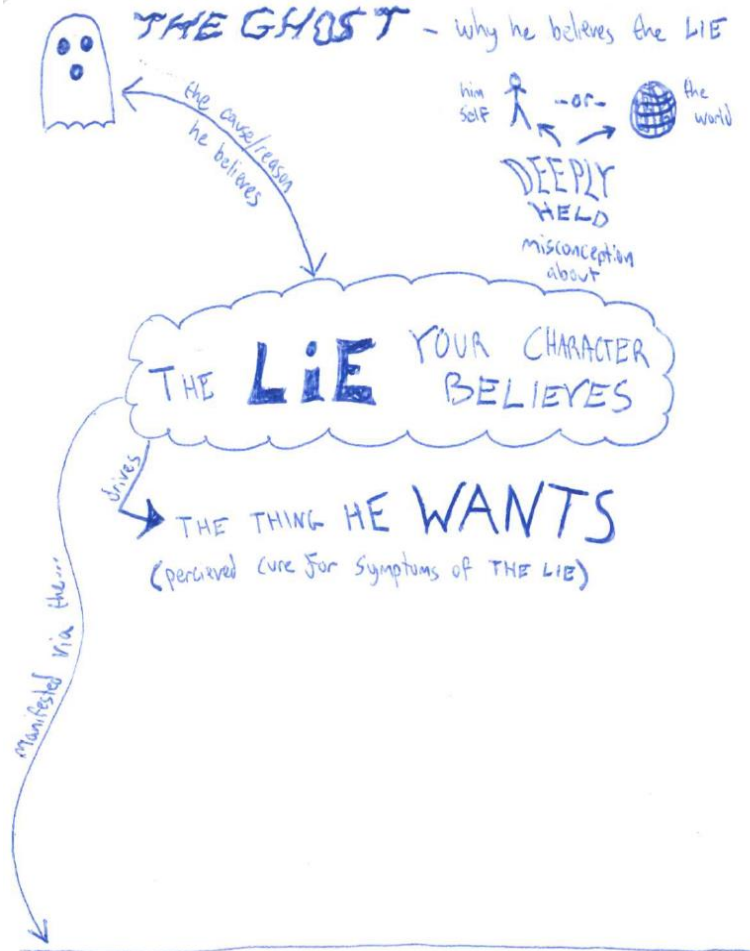 THE GHOST - why he believes the LIE
him self -or- the world
the cause/reason
he believes
DEEPLY
HELD
misconception
about
THE LiE YOUR CHARACTER
BELIEVES
drives
THE THING HE WANTS
(percieved cure for symptoms of THE LIE)
Manifested via the...